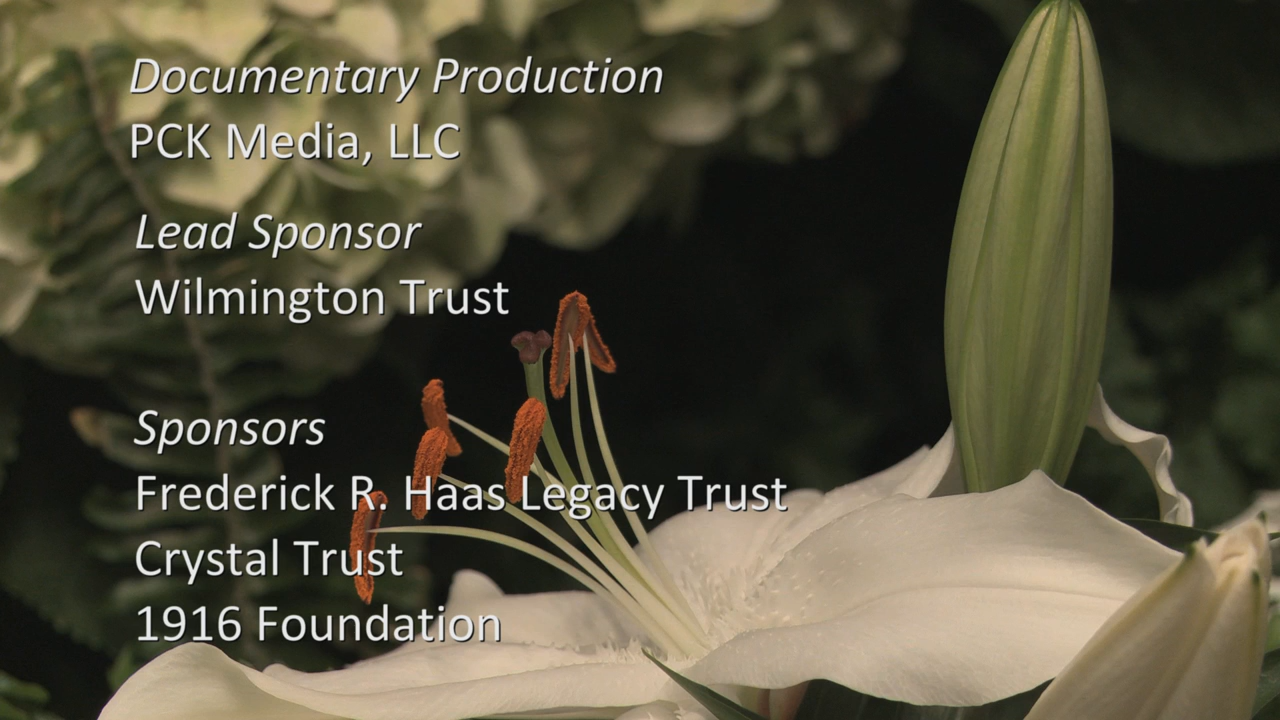 Documentary Production
PCK Media, LLC
Lead Sponsor
Wilmington Trust
Sponsors
Frederick R. Haas Legacy Trust
Crystal Trust
1916 Foundation